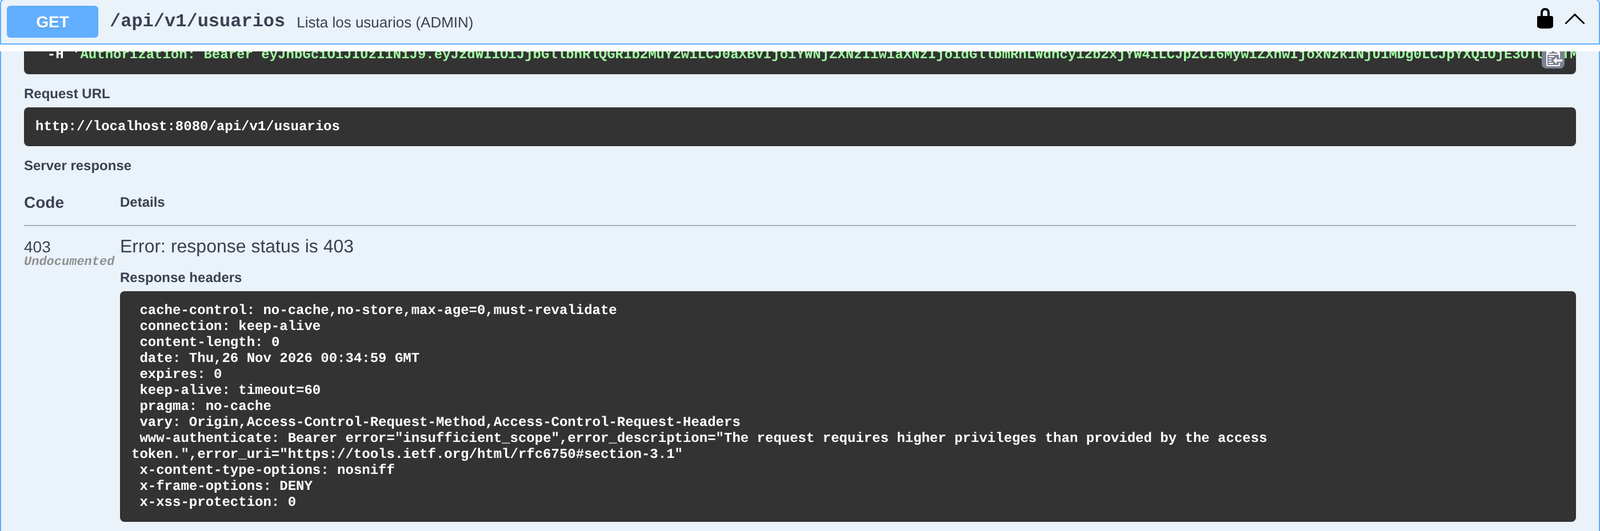 GET /api/v1/usuarios Lista los usuarios (ADMIN)
-H 'Authorization: Bearer
Request URL
http://localhost:8080/api/v1/usuarios
Server response
Code Details
403 Error: response status is 403
Undocumented
Response headers
cache-control: no-cache,no-store,max-age=0,must-revalidate
connection: keep-alive
content-length: 0
date: Thu,26 Nov 2026 00:34:59 GMT
expires: 0
keep-alive: timeout=60
pragma: no-cache
vary: Origin,Access-Control-Request-Method,Access-Control-Request-Headers
www-authenticate: Bearer error="insufficient_scope",error_description="The request requires higher privileges than provided by the access
token.",error_uri="https://tools.ietf.org/html/rfc6750#section-3.1"
x-content-type-options: nosniff
x-frame-options: DENY
x-xss-protection: 0